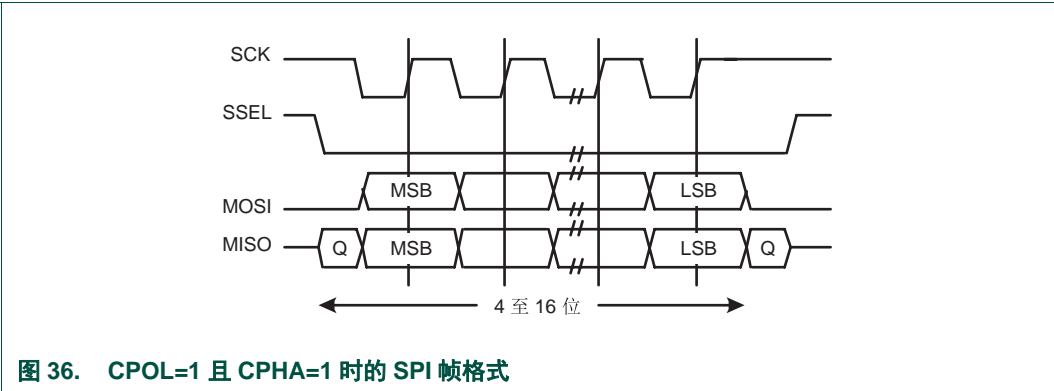 SCK
SSEL
MOSI MSB LSB
MISO Q MSB LSB Q
4 至 16 位
图 36. CPOL=1 且 CPHA=1 时的 SPI 帧格式